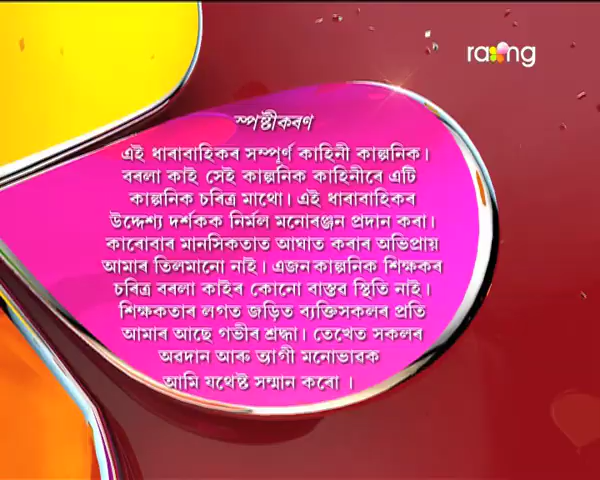 rang
স্পষ্টীকৰণ
এই ধাৰাবাহিকৰ সম্পূৰ্ণ কাহিনী কাল্পনিক।
বৰলা কাই সেই কাল্পনিক কাহিনীৰে এটি
কাল্পনিক চৰিত্ৰ মাথো। এই ধাৰাবাহিকৰ
উদ্দেশ্য দৰ্শকক নিৰ্মল মনোৰঞ্জন প্ৰদান কৰা।
কাৰোবাৰ মানসিকতাত আঘাত কৰাৰ অভিপ্ৰায়
আমাৰ তিলমানো নাই। এজন কাল্পনিক শিক্ষকৰ
চৰিত্ৰ বৰলা কাইৰ কোনো বাস্তৱ স্থিতি নাই।
শিক্ষকতাৰ লগত জড়িত ব্যক্তিসকলৰ প্ৰতি
আমাৰ আছে গভীৰ শ্ৰদ্ধা। তেখেত সকলৰ
অৱদান আৰু ত্যাগী মনোভাৱক
আমি যথেষ্ট সন্মান কৰো ।